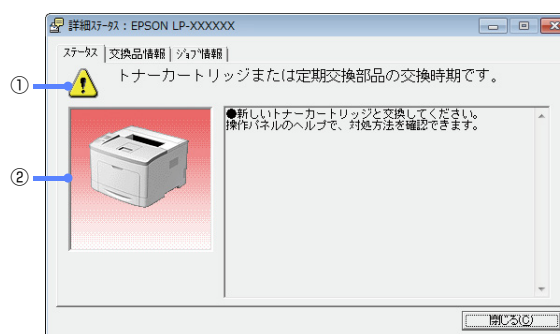 詳細ステータス：EPSON LP-XXXXXX
ステータス 交換品情報 ジョブ情報
① トナーカートリッジまたは定期交換部品の交換時期です。
●新しいトナーカートリッジと交換してください。
操作パネルのヘルプで、対処方法を確認できます。
②
閉じる(C)